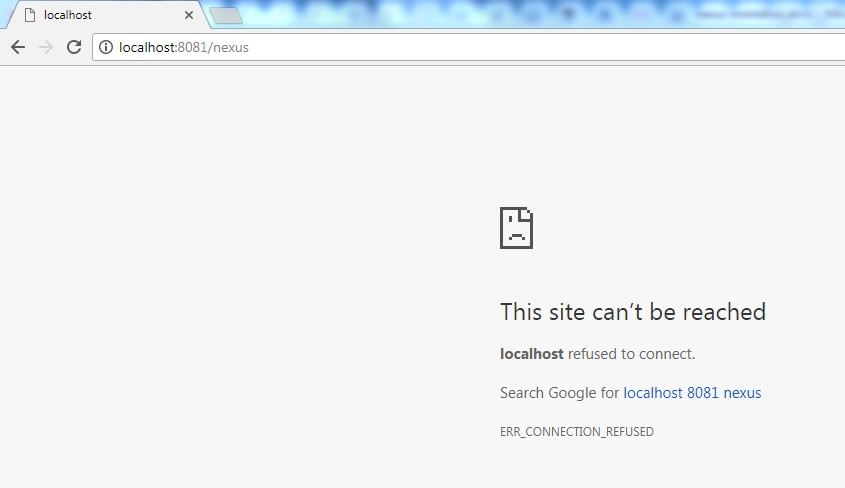 localhost
localhost:8081/nexus
This site can’t be reached
localhost refused to connect.
Search Google for localhost 8081 nexus
ERR_CONNECTION_REFUSED